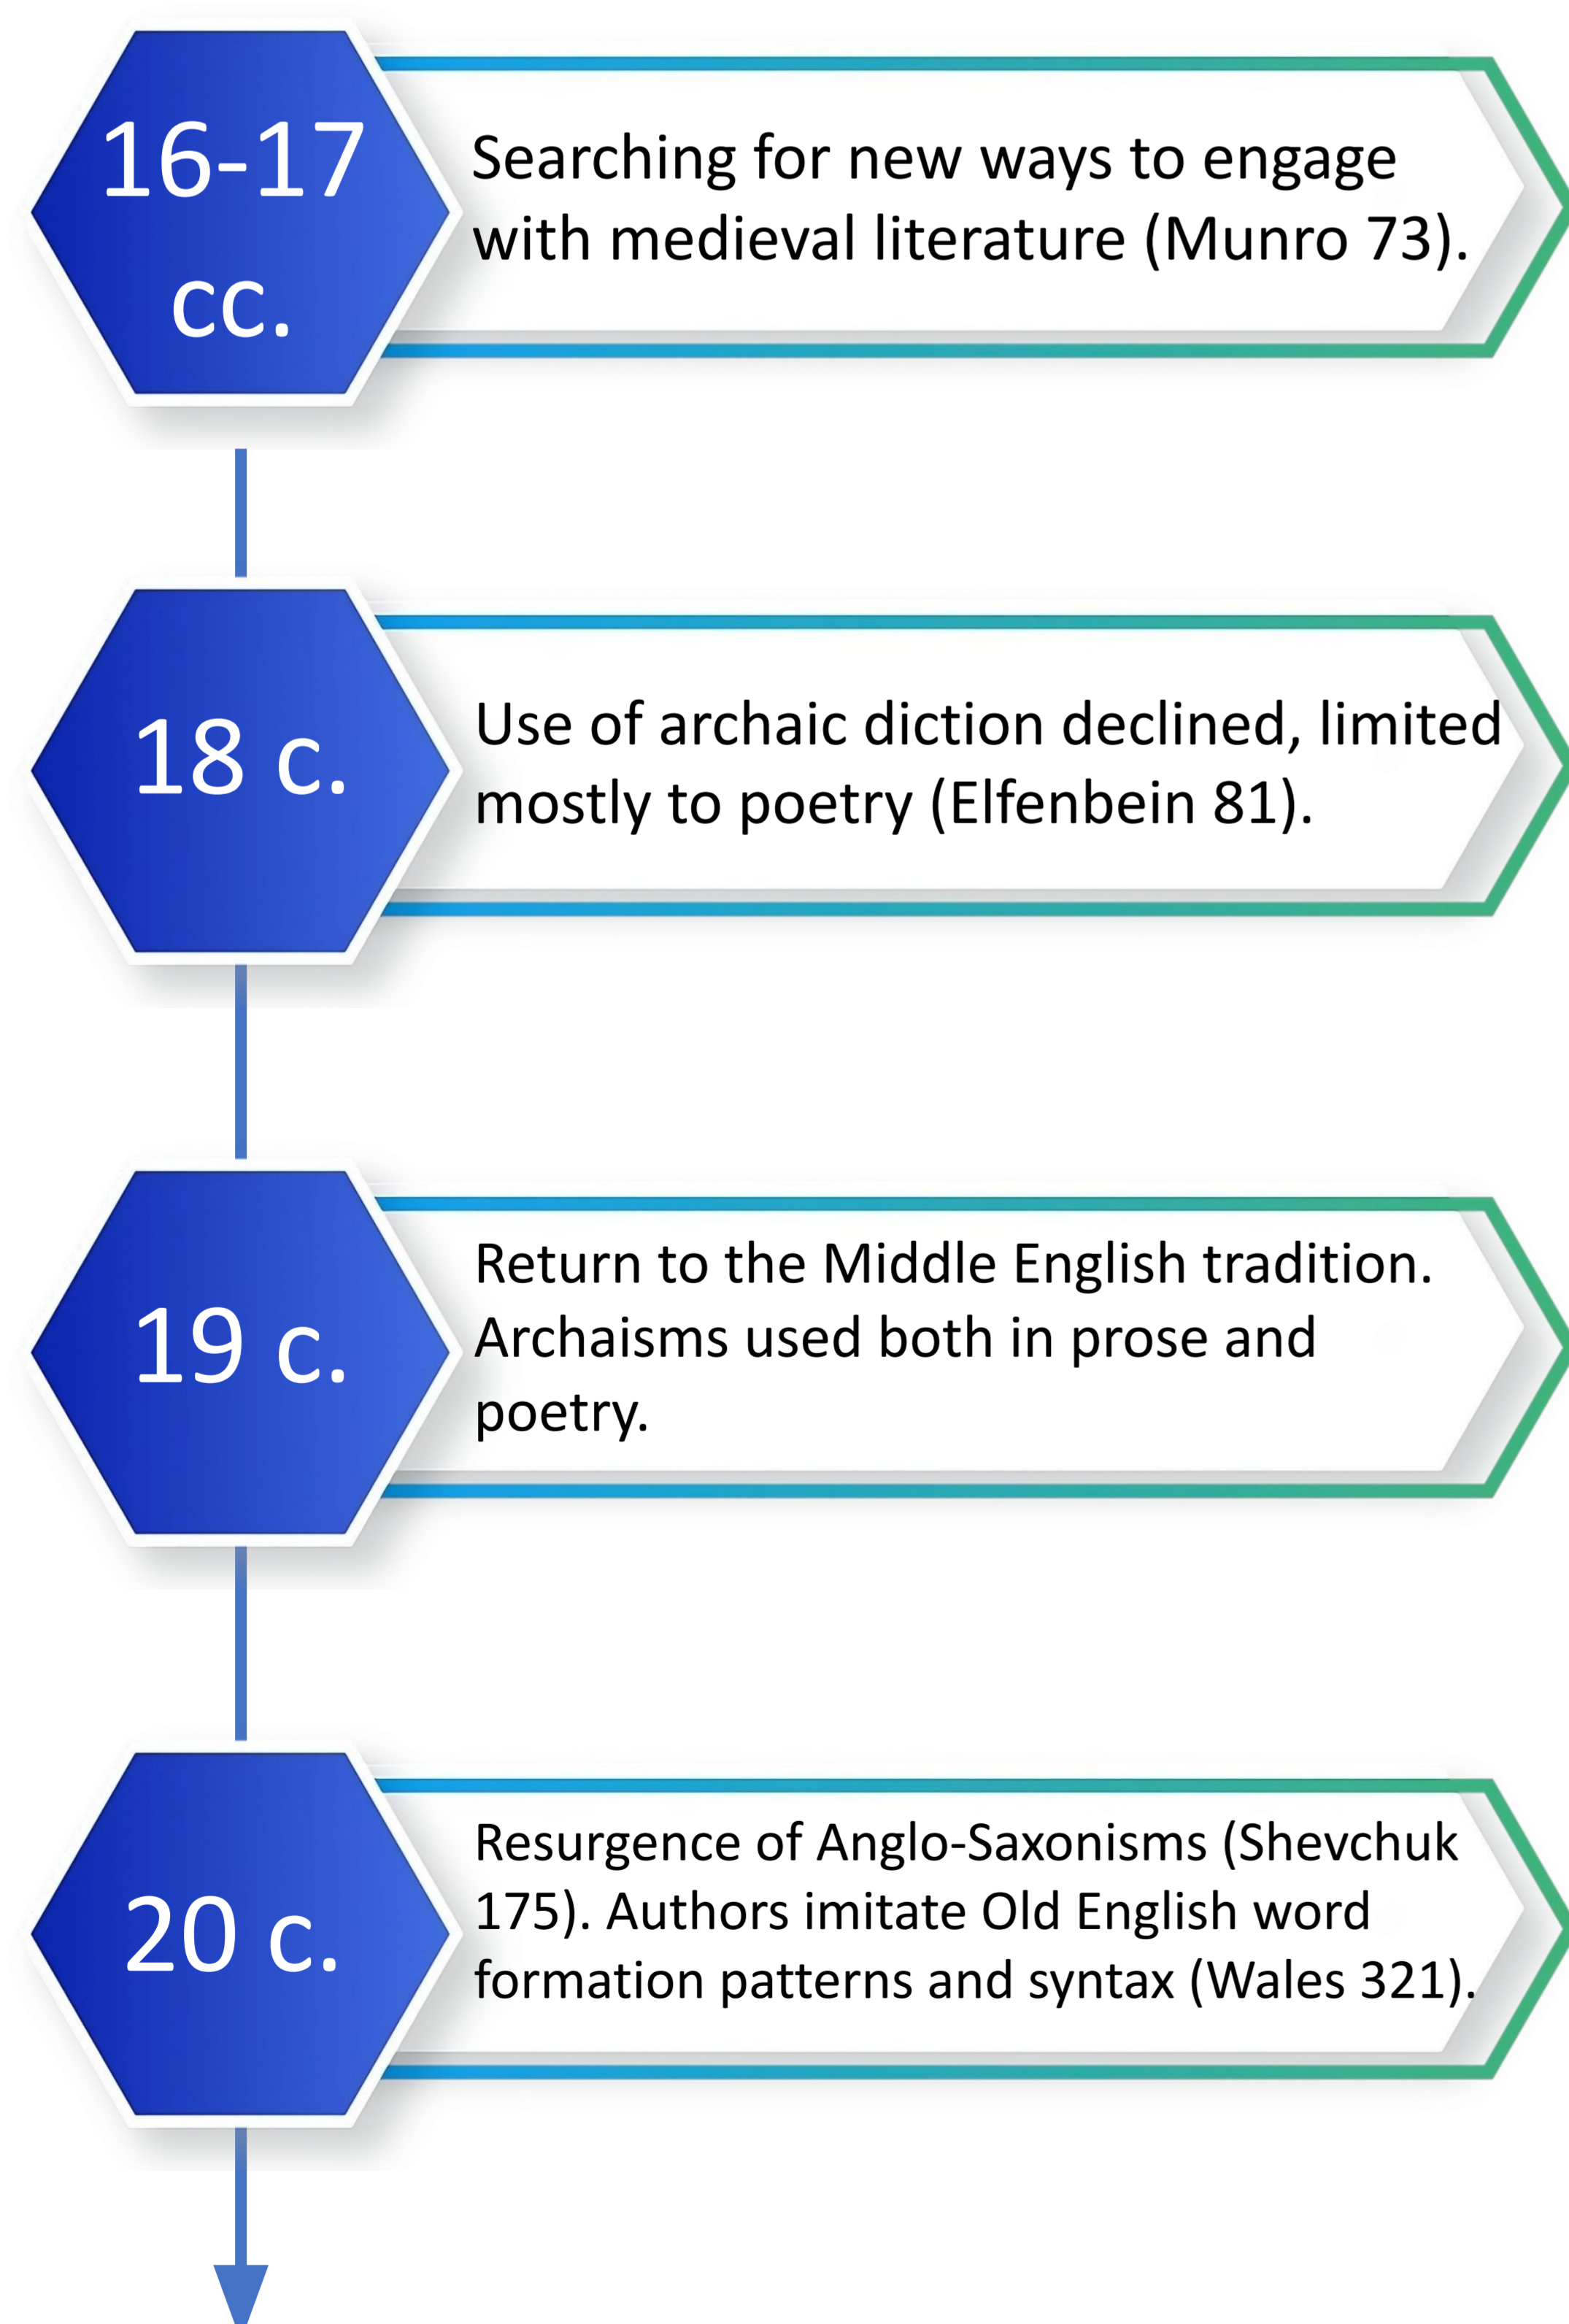 16-17
cc.
Searching for new ways to engage
with medieval literature (Munro 73).
18 c.
Use of archaic diction declined, limited
mostly to poetry (Elfenbein 81).
19 c.
Return to the Middle English tradition.
Archaisms used both in prose and
poetry.
20 c.
Resurgence of Anglo-Saxonisms (Shevchuk
175). Authors imitate Old English word
formation patterns and syntax (Wales 321).